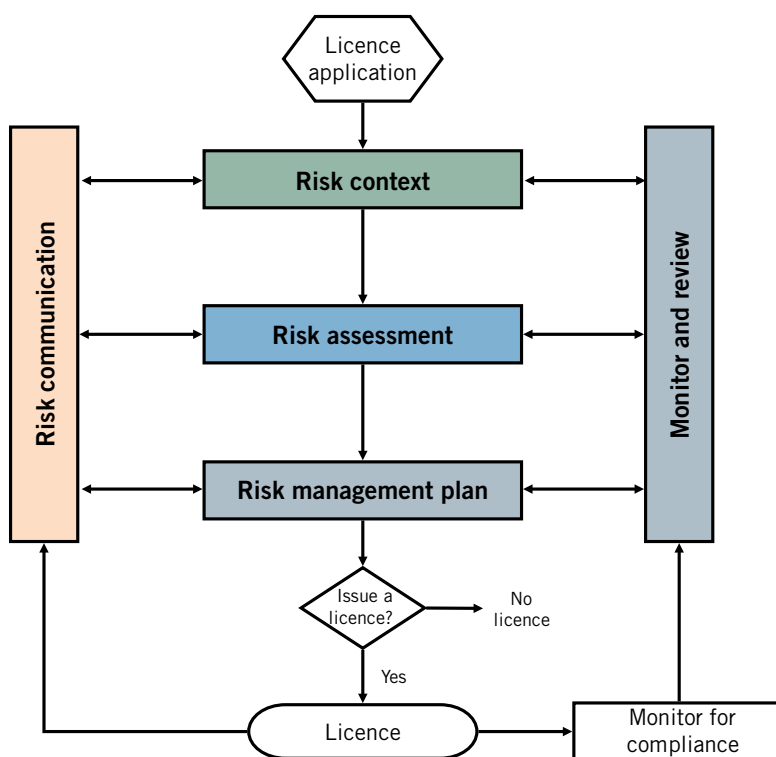 Licence
application
Risk context
Risk communication
Monitor and review
Risk assessment
Risk management plan
Issue a
licence?
No
licence
Yes
Licence
Monitor for
compliance